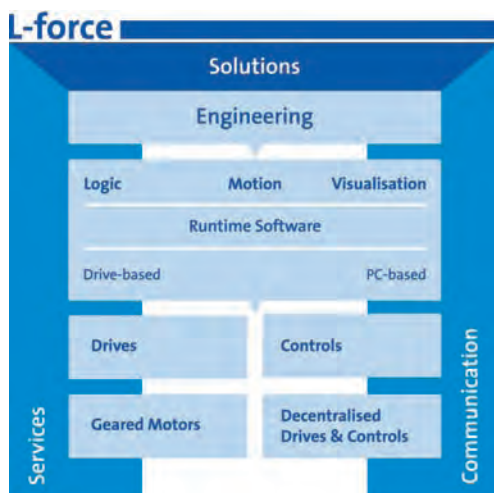 L-force
Solutions
Engineering
Logic Motion Visualisation
Runtime Software
Drive-based PC-based
Drives Controls
Geared Motors Decentralised
Drives & Controls
Services
Communication